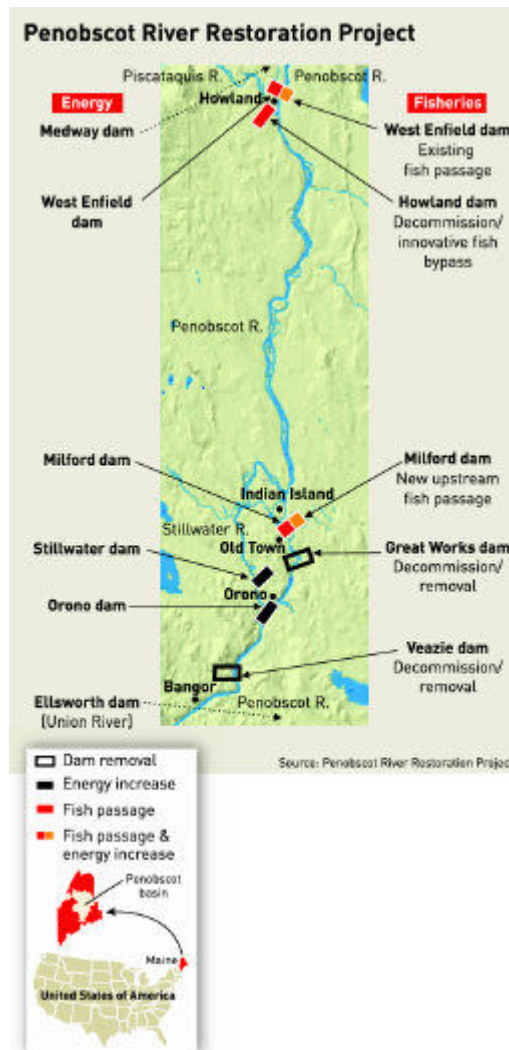 Penobscot River Restoration Project
Piscataquis R.
Penobscot R.
Energy
Howland
Fisheries
Medway dam
West Enfield dam
Existing
fish passage
West Enfield
dam
Howland dam
Decommission/
innovative fish
bypass
Penobscot R.
Milford dam
Milford dam
New upstream
fish passage
Indian Island
Stillwater R.
Old Town
Stillwater dam
Great Works dam
Decommission/
removal
Orono
Orono dam
Veazie dam
Decommission/
removal
Bangor
Ellsworth dam
(Union River)
Penobscot R.
Source: Penobscot River Restoration Project
Dam removal
Energy increase
Fish passage
Fish passage &
energy increase
Penobscot
basin
Maine
United States of America